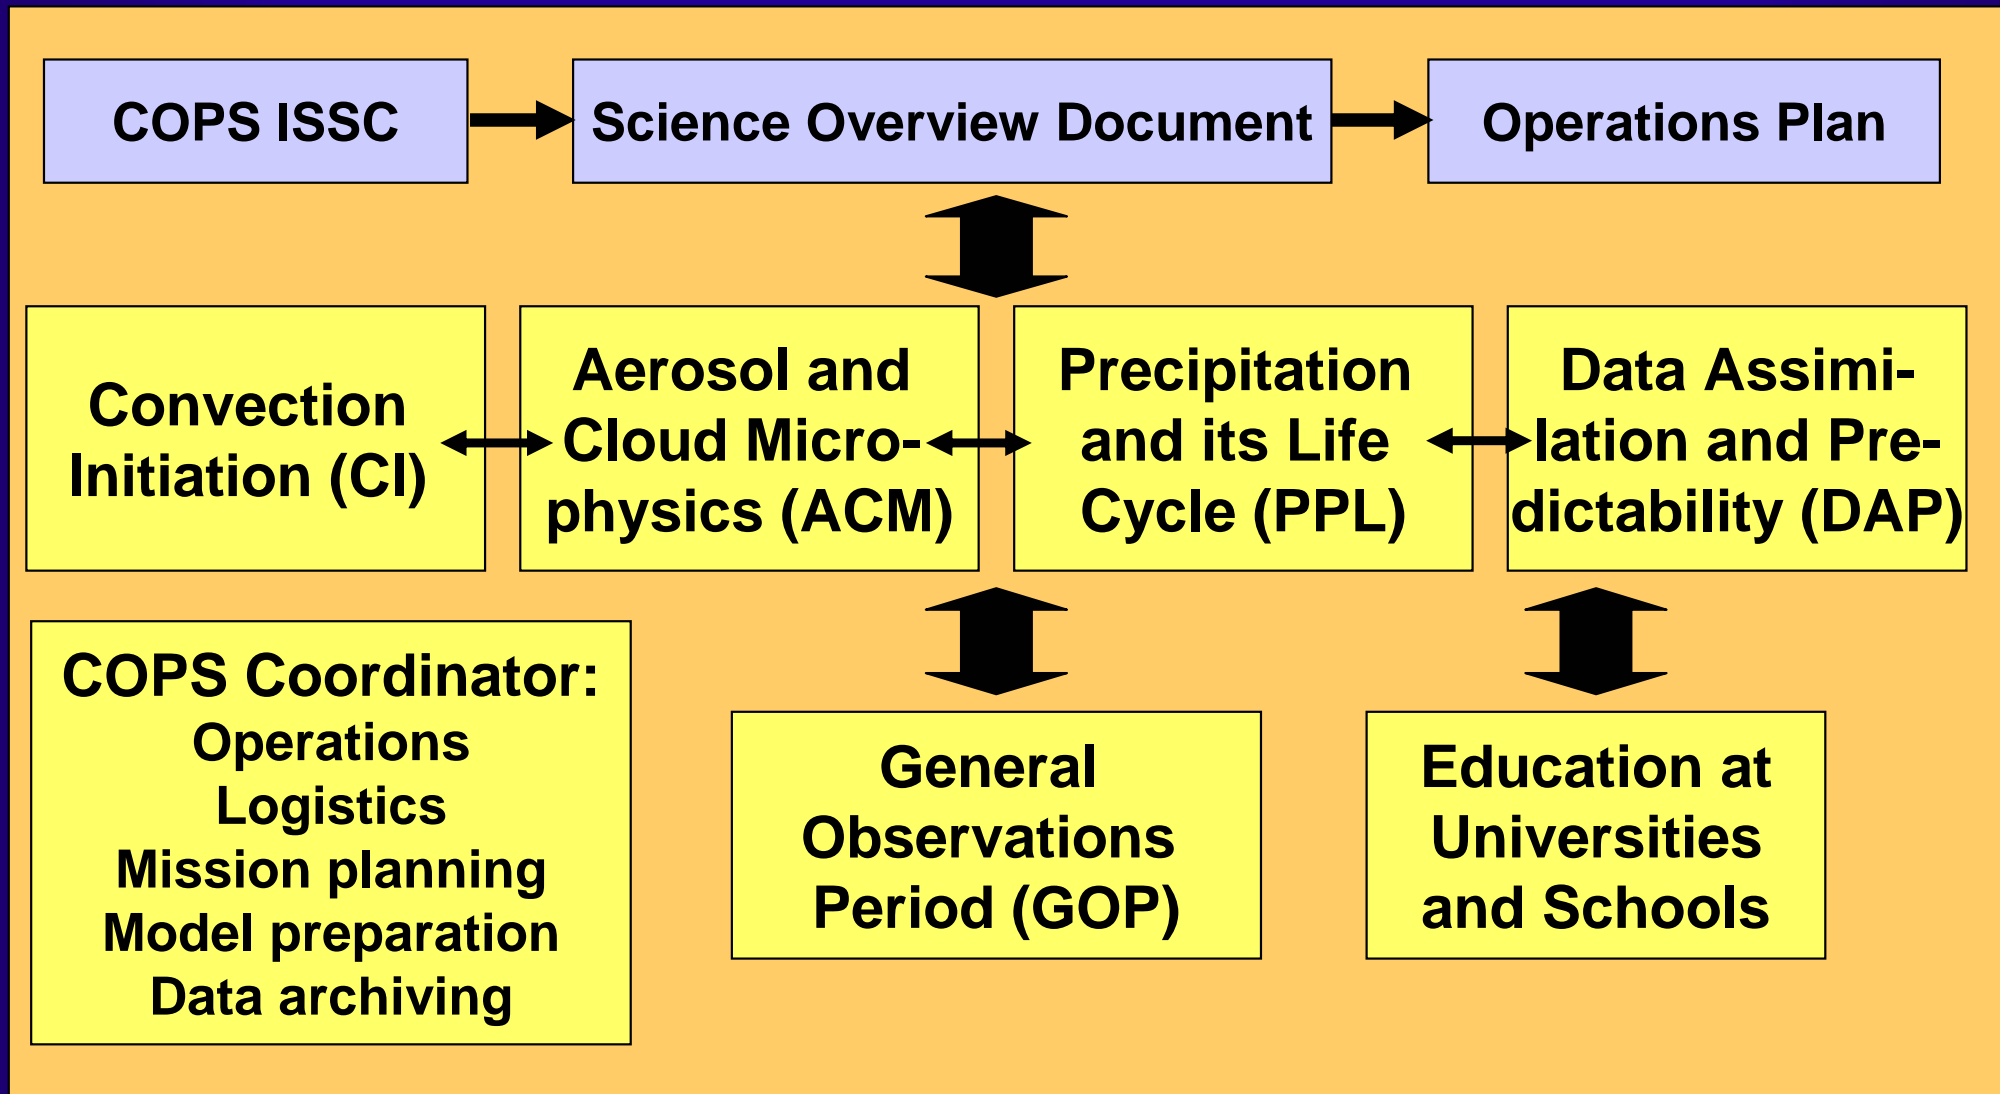 COPS ISSC
Science Overview Document
Operations Plan
Convection
Initiation (CI)
Aerosol and
Cloud Micro-
physics (ACM)
Precipitation
and its Life
Cycle (PPL)
Data Assimi-
lation and Pre-
dictability (DAP)
COPS Coordinator:
Operations
Logistics
Mission planning
Model preparation
Data archiving
General
Observations
Period (GOP)
Education at
Universities
and Schools